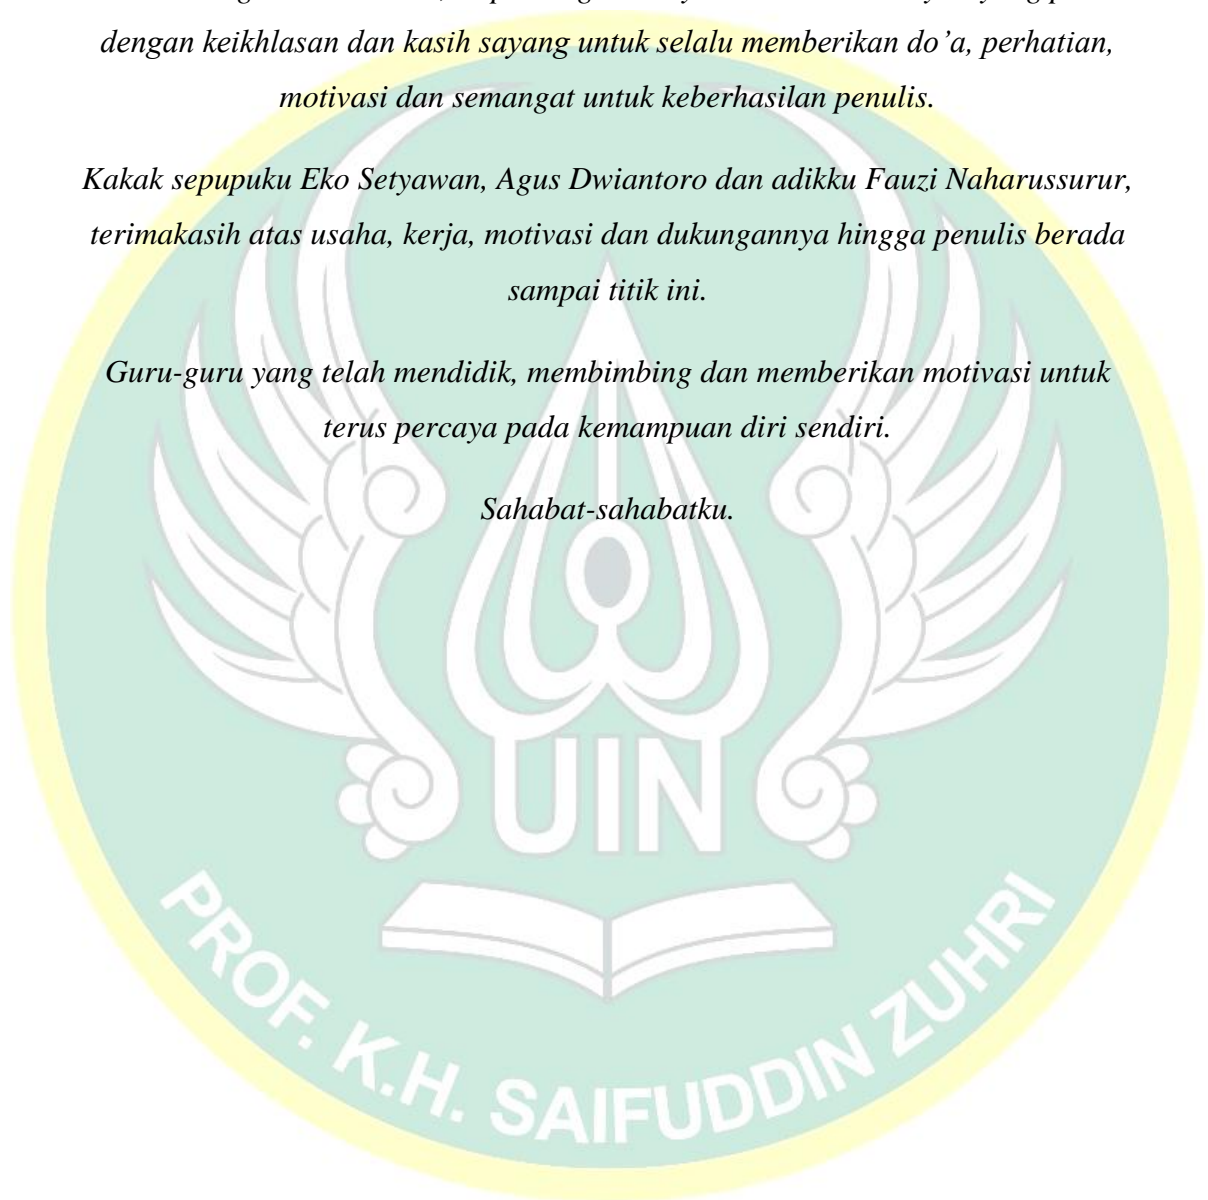 dengan keikhlasan dan kasih sayang untuk selalu memberikan do’a, perhatian,
motivasi dan semangat untuk keberhasilan penulis.
Kakak sepupuku Eko Setyawan, Agus Dwiantoro dan adikku Fauzi Naharussurur,
terimakasih atas usaha, kerja, motivasi dan dukungannya hingga penulis berada
sampai titik ini.
Guru-guru yang telah mendidik, membimbing dan memberikan motivasi untuk
terus percaya pada kemampuan diri sendiri.
Sahabat-sahabatku.
UIN
PROF. K.H. SAIFUDDIN ZUHRI